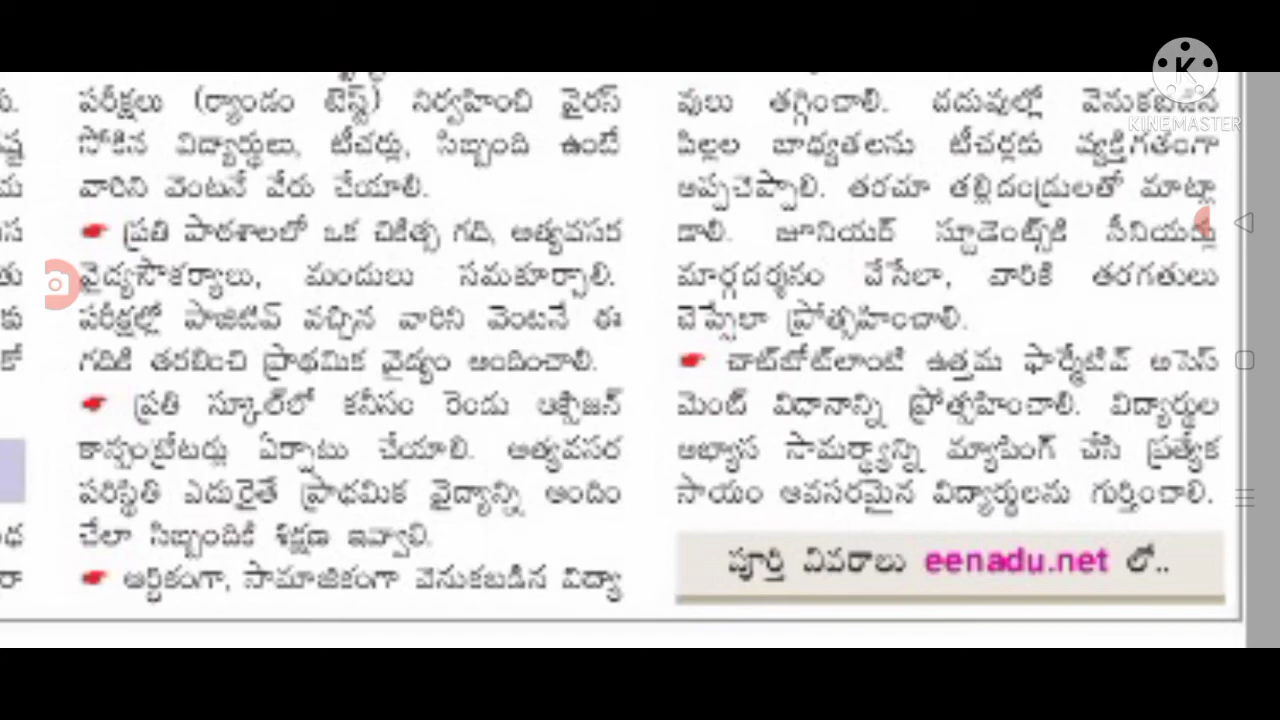 పరీక్షలు (ర్యాండం టెస్ట్) నిర్వహించి వైరస్
సోకిన విద్యార్థులు, టీచర్లు, సిబ్బంది ఉంటే
వారిని వెంటనే వేరు చేయాలి.
ప్రతి పాఠశాలలో ఒక చికిత్స గది, అత్యవసర
వైద్యసౌకర్యాలు, మందులు సమకూర్చాలి.
పరీక్షల్లో పాజిటివ్ వచ్చిన వారిని వెంటనే ఈ
గదికి తరలించి ప్రాథమిక వైద్యం అందించాలి.
ప్రతి స్కూల్‌లో కనీసం రెండు ఆక్సిజన్
కాన్సంట్రేటర్లు ఏర్పాటు చేయాలి. అత్యవసర
పరిస్థితి ఎదురైతే ప్రాథమిక వైద్యాన్ని అందిం
చేలా సిబ్బందికి శిక్షణ ఇవ్వాలి.
ఆర్థికంగా, సామాజికంగా వెనుకబడిన విద్యా
వులు తగ్గించాలి. చదువుల్లో వెనుకబడిన
పిల్లల బాధ్యతలను టీచర్లకు వ్యక్తిగతంగా
అప్పచెప్పాలి. తరచూ తల్లిదండ్రులతో మాట్లా
డాలి. జూనియర్ స్టూడెంట్స్‌కి సీనియర్లు
మార్గదర్శనం చేసేలా, వారికి తరగతులు
చెప్పేలా ప్రోత్సహించాలి.
చాట్‌బోట్‌లాంటి ఉత్తమ ఫార్మేటివ్ అసెస్
మెంట్ విధానాన్ని ప్రోత్సహించాలి. విద్యార్థుల
అభ్యాస సామర్థ్యాన్ని మ్యాపింగ్ చేసి ప్రత్యేక
సాయం అవసరమైన విద్యార్థులను గుర్తించాలి.
పూర్తి వివరాలు eenadu.net లో..
KINEMASTER